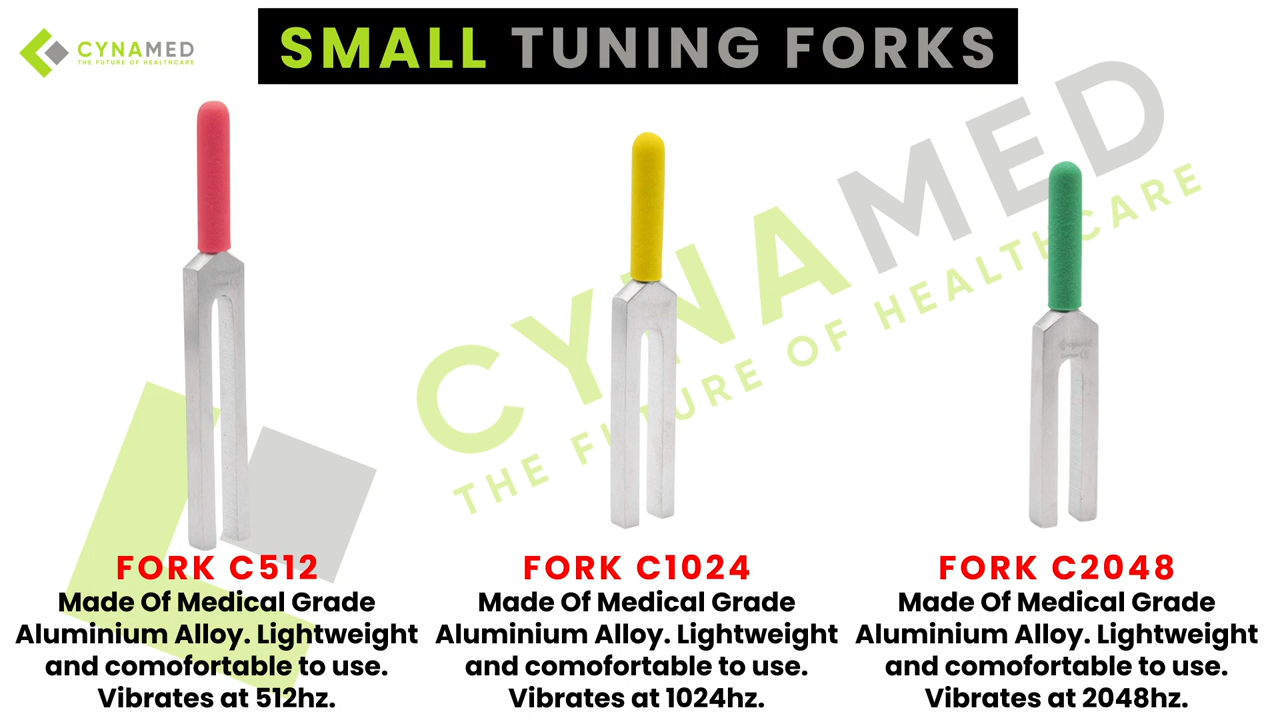 CYNAMED
THE FUTURE OF HEALTHCARE
SMALL TUNING FORKS
CYNAMED
THE FUTURE OF HEALTHCARE
FORK C512
Made Of Medical Grade
Aluminium Alloy. Lightweight
and comofortable to use.
Vibrates at 512hz.
FORK C1024
Made Of Medical Grade
Aluminium Alloy. Lightweight
and comofortable to use.
Vibrates at 1024hz.
FORK C2048
Made Of Medical Grade
Aluminium Alloy. Lightweight
and comofortable to use.
Vibrates at 2048hz.